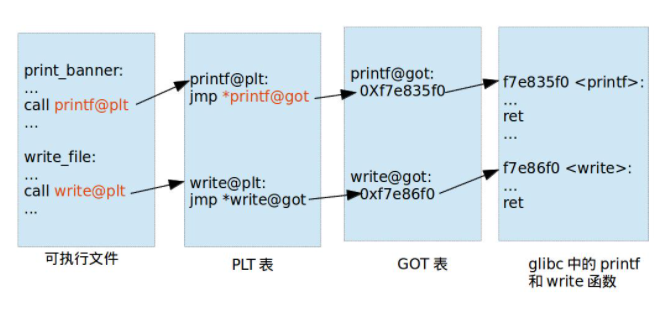 print_banner:
...
call printf@plt
...
write_file:
...
call write@plt
...
可执行文件
printf@plt:
jmp *printf@got
write@plt:
jmp *write@got
PLT 表
printf@got:
0Xf7e835f0
write@got:
0xf7e86f0
GOT 表
f7e835f0 <printf>:
...
ret
...
f7e86f0 <write>:
...
ret
glibc 中的 printf
和 write 函数